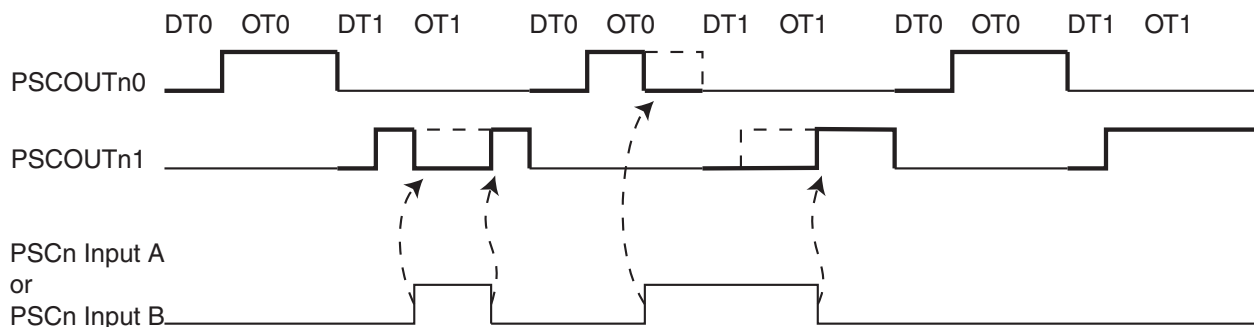 DT0 OT0 DT1 OT1 DT0 OT0 DT1 OT1 DT0 OT0 DT1 OT1
PSCOUTn0
PSCOUTn1
PSCn Input A
or
PSCn Input B